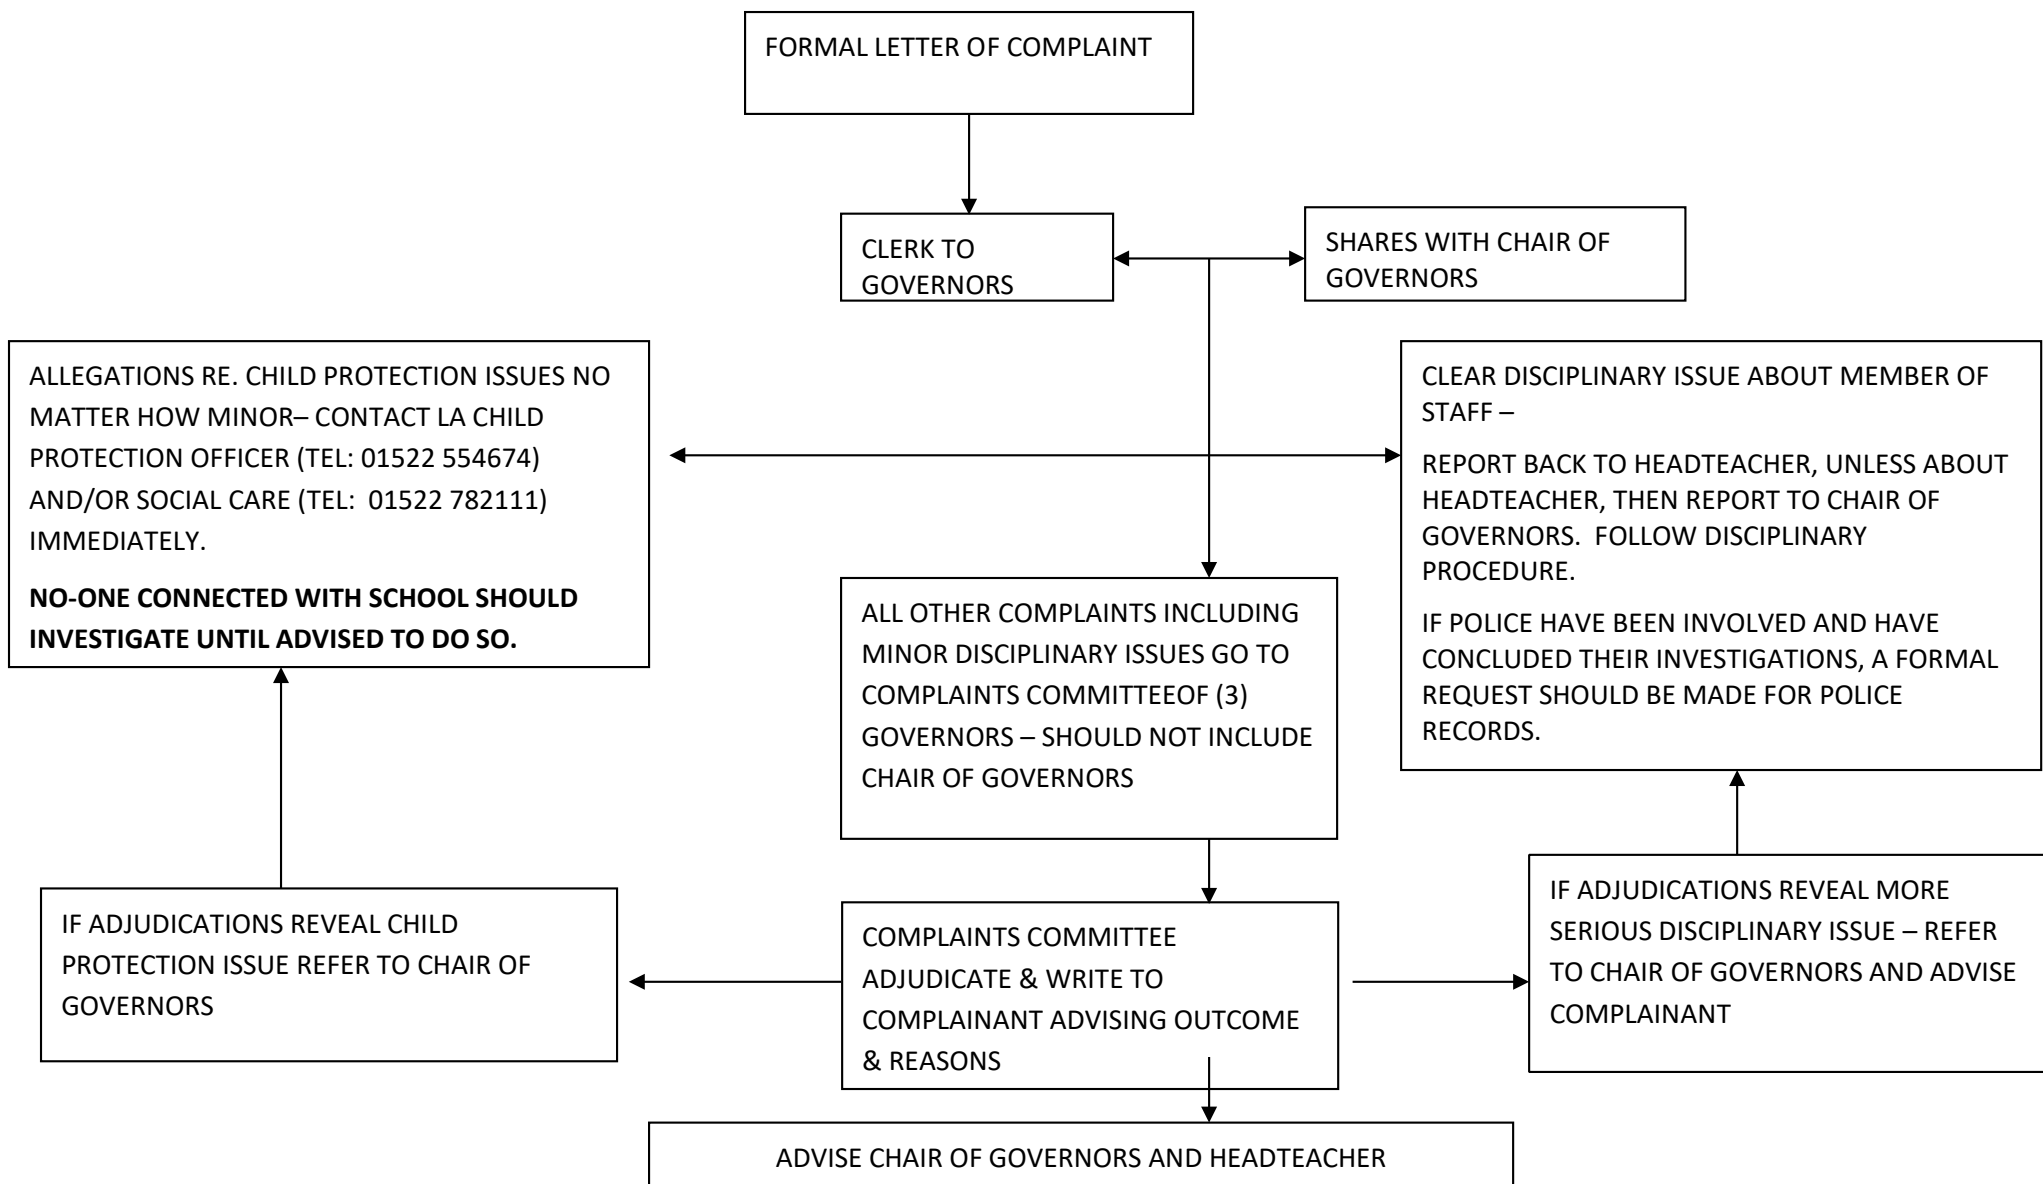 FORMAL LETTER OF COMPLAINT
CLERK TO
GOVERNORS
SHARES WITH CHAIR OF
GOVERNORS
ALLEGATIONS RE. CHILD PROTECTION ISSUES NO
MATTER HOW MINOR– CONTACT LA CHILD
PROTECTION OFFICER (TEL: 01522 554674)
AND/OR SOCIAL CARE (TEL:  01522 782111)
IMMEDIATELY.
NO-ONE CONNECTED WITH SCHOOL SHOULD
INVESTIGATE UNTIL ADVISED TO DO SO.
CLEAR DISCIPLINARY ISSUE ABOUT MEMBER OF
STAFF –
REPORT BACK TO HEADTEACHER, UNLESS ABOUT
HEADTEACHER, THEN REPORT TO CHAIR OF
GOVERNORS.  FOLLOW DISCIPLINARY
PROCEDURE.
IF POLICE HAVE BEEN INVOLVED AND HAVE
CONCLUDED THEIR INVESTIGATIONS, A FORMAL
REQUEST SHOULD BE MADE FOR POLICE
RECORDS.
ALL OTHER COMPLAINTS INCLUDING
MINOR DISCIPLINARY ISSUES GO TO
COMPLAINTS COMMITTEEOF (3)
GOVERNORS – SHOULD NOT INCLUDE
CHAIR OF GOVERNORS
IF ADJUDICATIONS REVEAL CHILD
PROTECTION ISSUE REFER TO CHAIR OF
GOVERNORS
COMPLAINTS COMMITTEE
ADJUDICATE & WRITE TO
COMPLAINANT ADVISING OUTCOME
& REASONS
IF ADJUDICATIONS REVEAL MORE
SERIOUS DISCIPLINARY ISSUE – REFER
TO CHAIR OF GOVERNORS AND ADVISE
COMPLAINANT
ADVISE CHAIR OF GOVERNORS AND HEADTEACHER